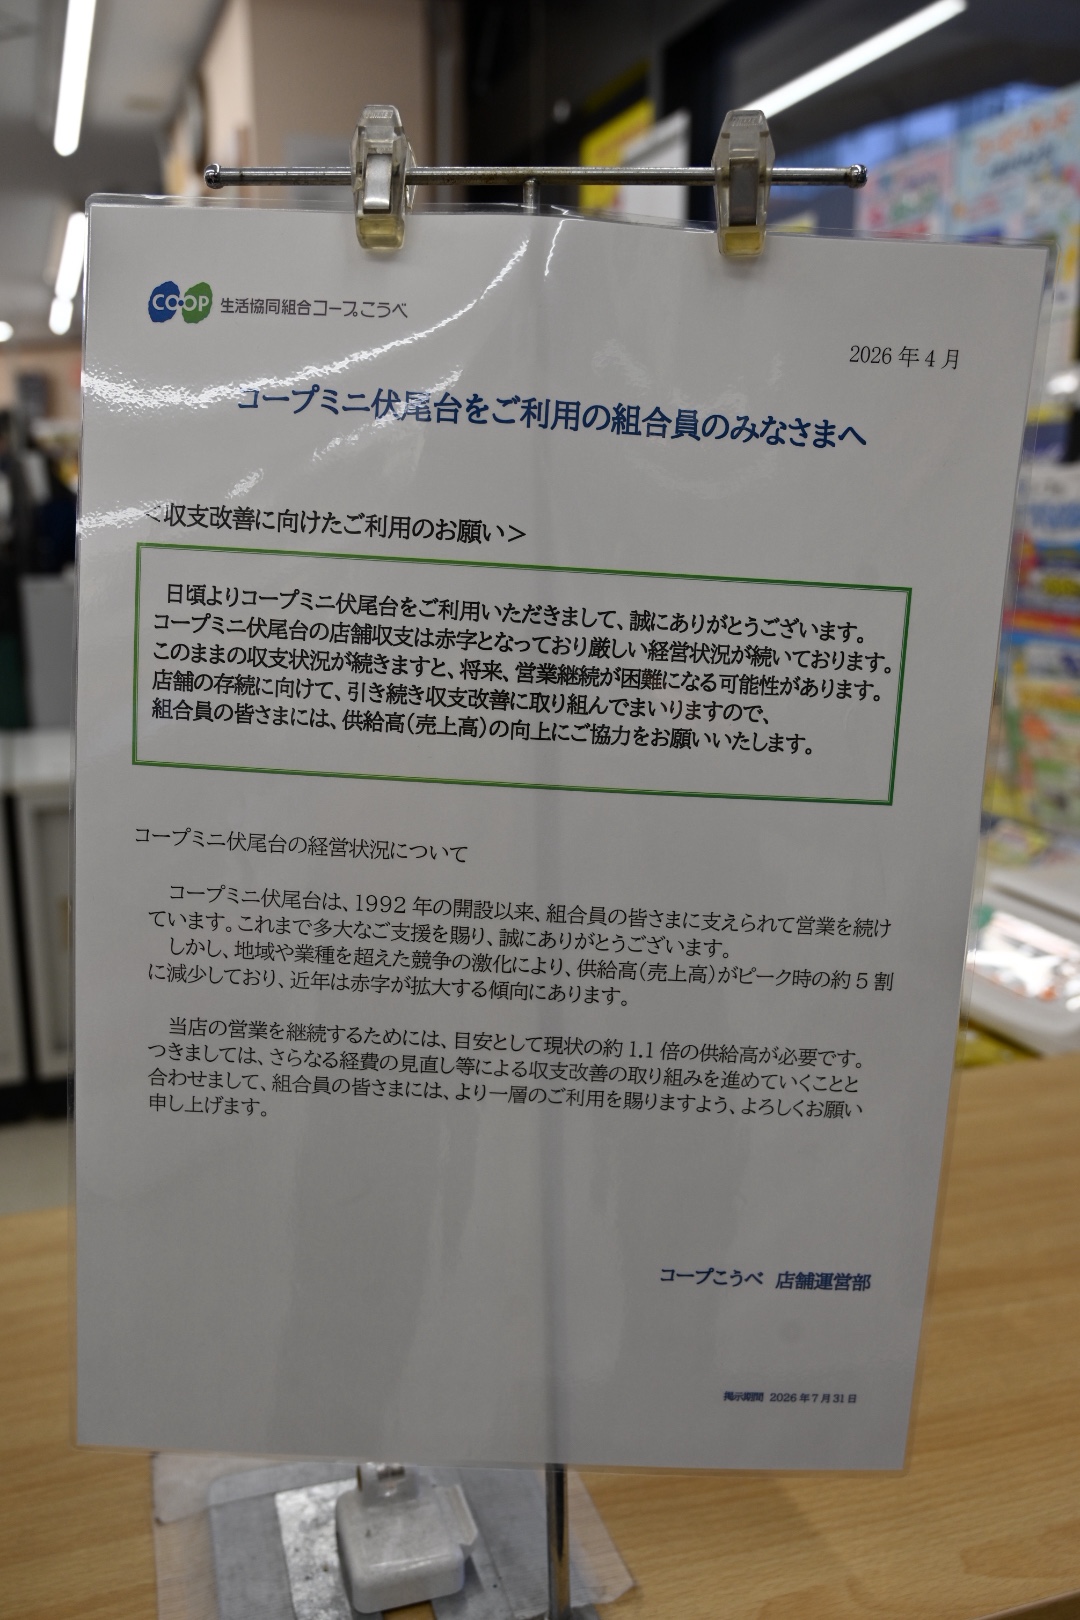 CO·OP 生活協同組合コープこうべ
2026年4月
コープミニ伏尾台をご利用の組合員のみなさまへ
＜収支改善に向けたご利用のお願い＞
日頃よりコープミニ伏尾台をご利用いただきまして、誠にありがとうございます。
コープミニ伏尾台の店舗収支は赤字となっており厳しい経営状況が続いております。
このままの収支状況が続きますと、将来、営業継続が困難になる可能性があります。
店舗の存続に向けて、引き続き収支改善に取り組んでまいりますので、
組合員の皆さまには、供給高（売上高）の向上にご協力をお願いいたします。
コープミニ伏尾台の経営状況について
コープミニ伏尾台は、1992年の開設以来、組合員の皆さまに支えられて営業を続け
ています。これまで多大なご支援を賜り、誠にありがとうございます。
しかし、地域や業種を超えた競争の激化により、供給高（売上高）がピーク時の約5割
に減少しており、近年は赤字が拡大する傾向にあります。
当店の営業を継続するためには、目安として現状の約1.1倍の供給高が必要です。
つきましては、さらなる経費の見直し等による収支改善の取り組みを進めていくことと
合わせまして、組合員の皆さまには、より一層のご利用を賜りますよう、よろしくお願い
申し上げます。
コープこうべ 店舗運営部
掲示期間 2026年7月31日